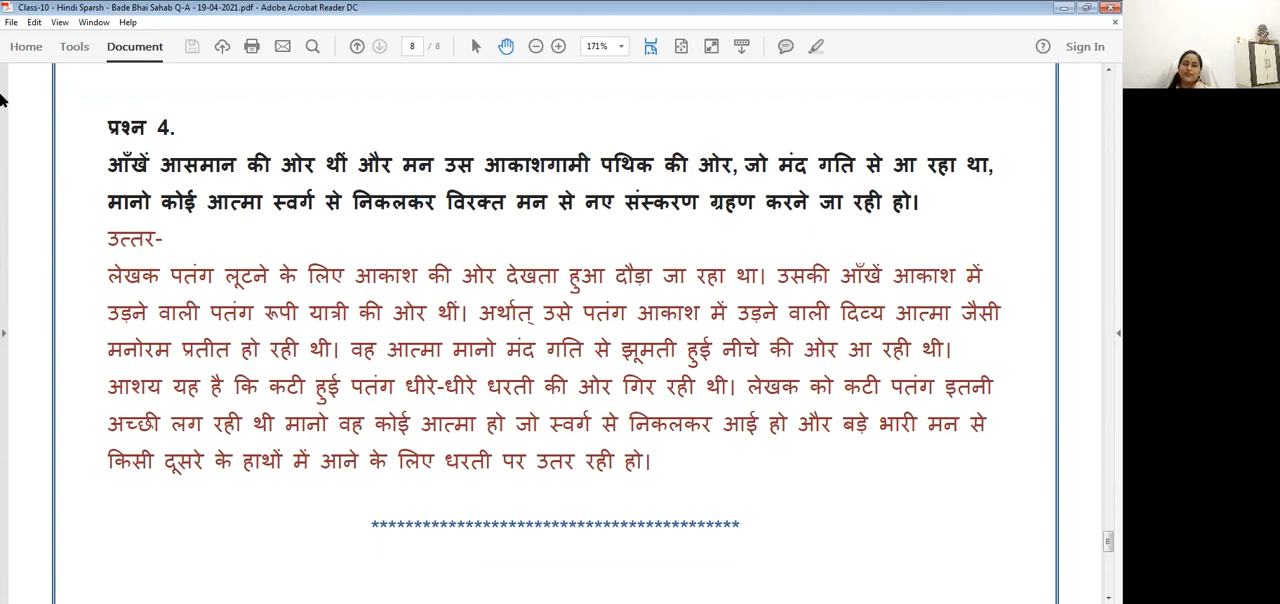 Class-10 - Hindi Sparsh - Bade Bhai Sahab Q-A - 19-04-2021.pdf - Adobe Acrobat Reader DC
File Edit View Window Help
Home Tools Document 8 / 8 171% Sign In
प्रश्न 4.
आँखें आसमान की ओर थीं और मन उस आकाशगामी पथिक की ओर, जो मंद गति से आ रहा था,
मानो कोई आत्मा स्वर्ग से निकलकर विरक्त मन से नए संस्करण ग्रहण करने जा रही हो।
उत्तर-
लेखक पतंग लूटने के लिए आकाश की ओर देखता हुआ दौड़ा जा रहा था। उसकी आँखें आकाश में
उड़ने वाली पतंग रूपी यात्री की ओर थीं। अर्थात् उसे पतंग आकाश में उड़ने वाली दिव्य आत्मा जैसी
मनोरम प्रतीत हो रही थी। वह आत्मा मानो मंद गति से झूमती हुई नीचे की ओर आ रही थी।
आशय यह है कि कटी हुई पतंग धीरे-धीरे धरती की ओर गिर रही थी। लेखक को कटी पतंग इतनी
अच्छी लग रही थी मानो वह कोई आत्मा हो जो स्वर्ग से निकलकर आई हो और बड़े भारी मन से
किसी दूसरे के हाथों में आने के लिए धरती पर उतर रही हो।
*******************************************